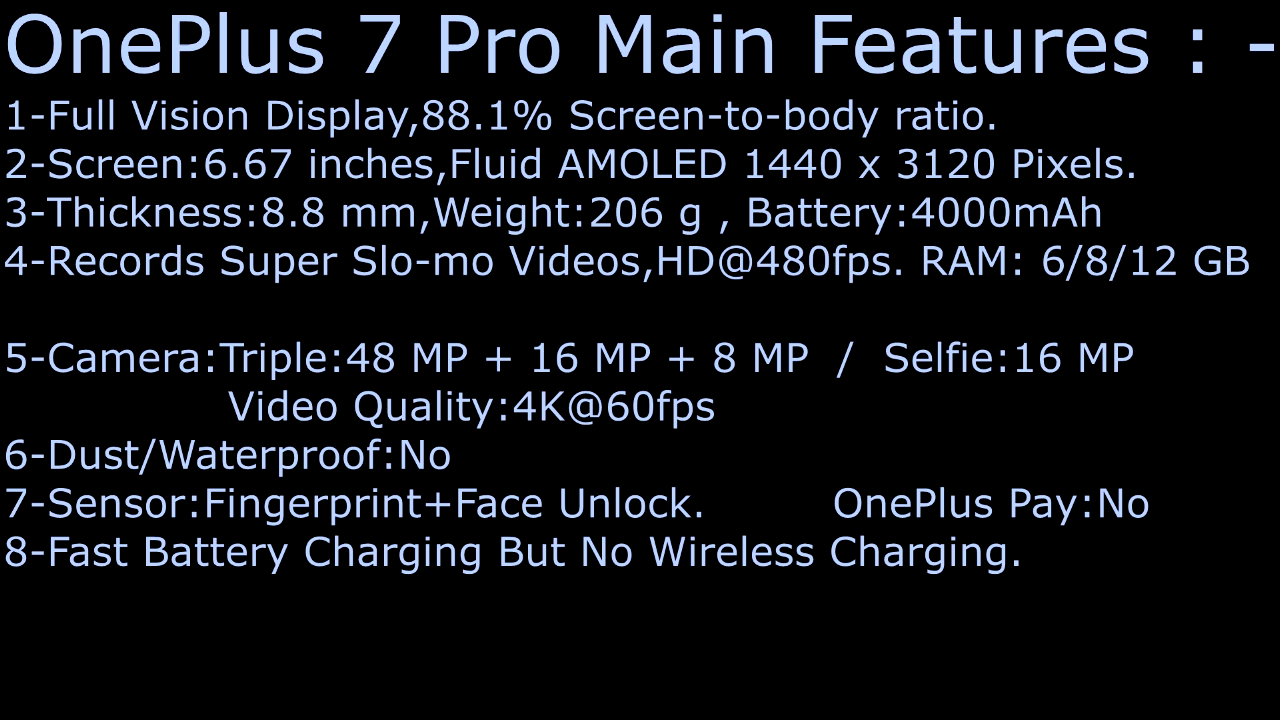 OnePlus 7 Pro Main Features : -
1-Full Vision Display,88.1% Screen-to-body ratio.
2-Screen:6.67 inches,Fluid AMOLED 1440 x 3120 Pixels.
3-Thickness:8.8 mm,Weight:206 g , Battery:4000mAh
4-Records Super Slo-mo Videos,HD@480fps. RAM: 6/8/12 GB
5-Camera:Triple:48 MP + 16 MP + 8 MP / Selfie:16 MP
Video Quality:4K@60fps
6-Dust/Waterproof:No
7-Sensor:Fingerprint+Face Unlock. OnePlus Pay:No
8-Fast Battery Charging But No Wireless Charging.